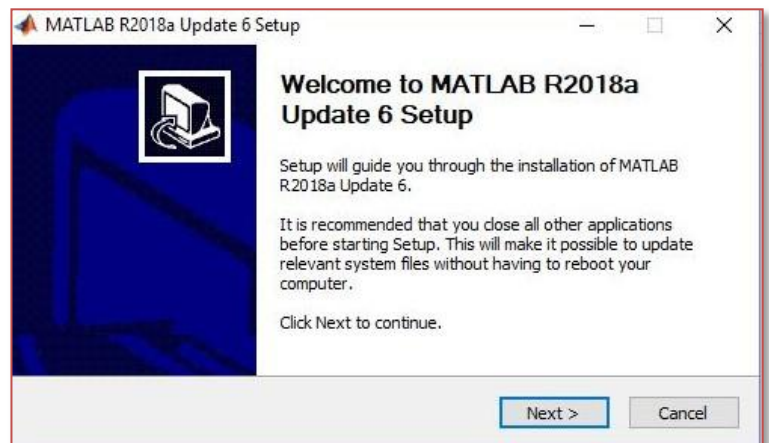 MATLAB R2018a Update 6 Setup
Welcome to MATLAB R2018a
Update 6 Setup
Setup will guide you through the installation of MATLAB
R2018a Update 6.
It is recommended that you close all other applications
before starting Setup. This will make it possible to update
relevant system files without having to reboot your
computer.
Click Next to continue.
Next >
Cancel